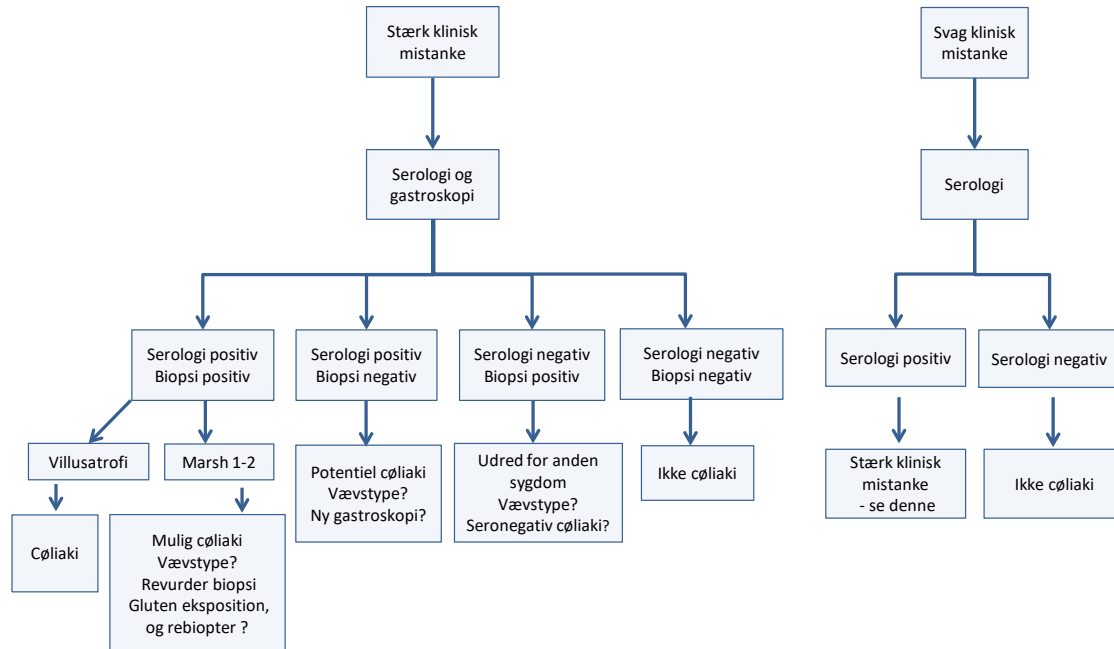 Stærk klinisk
mistanke
Svag klinisk
mistanke
Serologi og
gastroskopi
Serologi
Serologi positiv
Biopsi positiv
Serologi positiv
Biopsi negativ
Serologi negativ
Biopsi positiv
Serologi negativ
Biopsi negativ
Serologi positiv
Serologi negativ
Villusatrofi
Marsh 1-2
Potentiel cøliaki
Vævstype?
Ny gastroskopi?
Udred for anden
sygdom
Vævstype?
Seronegativ cøliaki?
Ikke cøliaki
Stærk klinisk
mistanke
- se denne
Ikke cøliaki
Cøliaki
Mulig cøliaki
Vævstype?
Revurder biopsi
Gluten eksposition,
og rebiopter ?